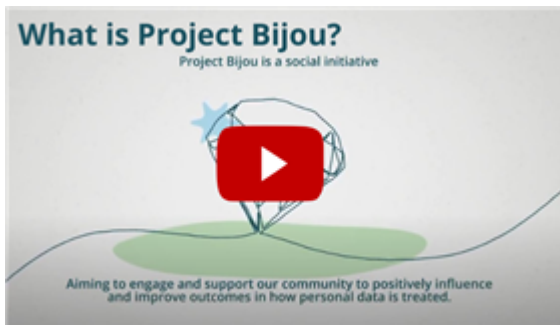 What is Project Bijou?
Project Bijou is a social initiative
Aiming to engage and support our community to positively influence
and improve outcomes in how personal data is treated.